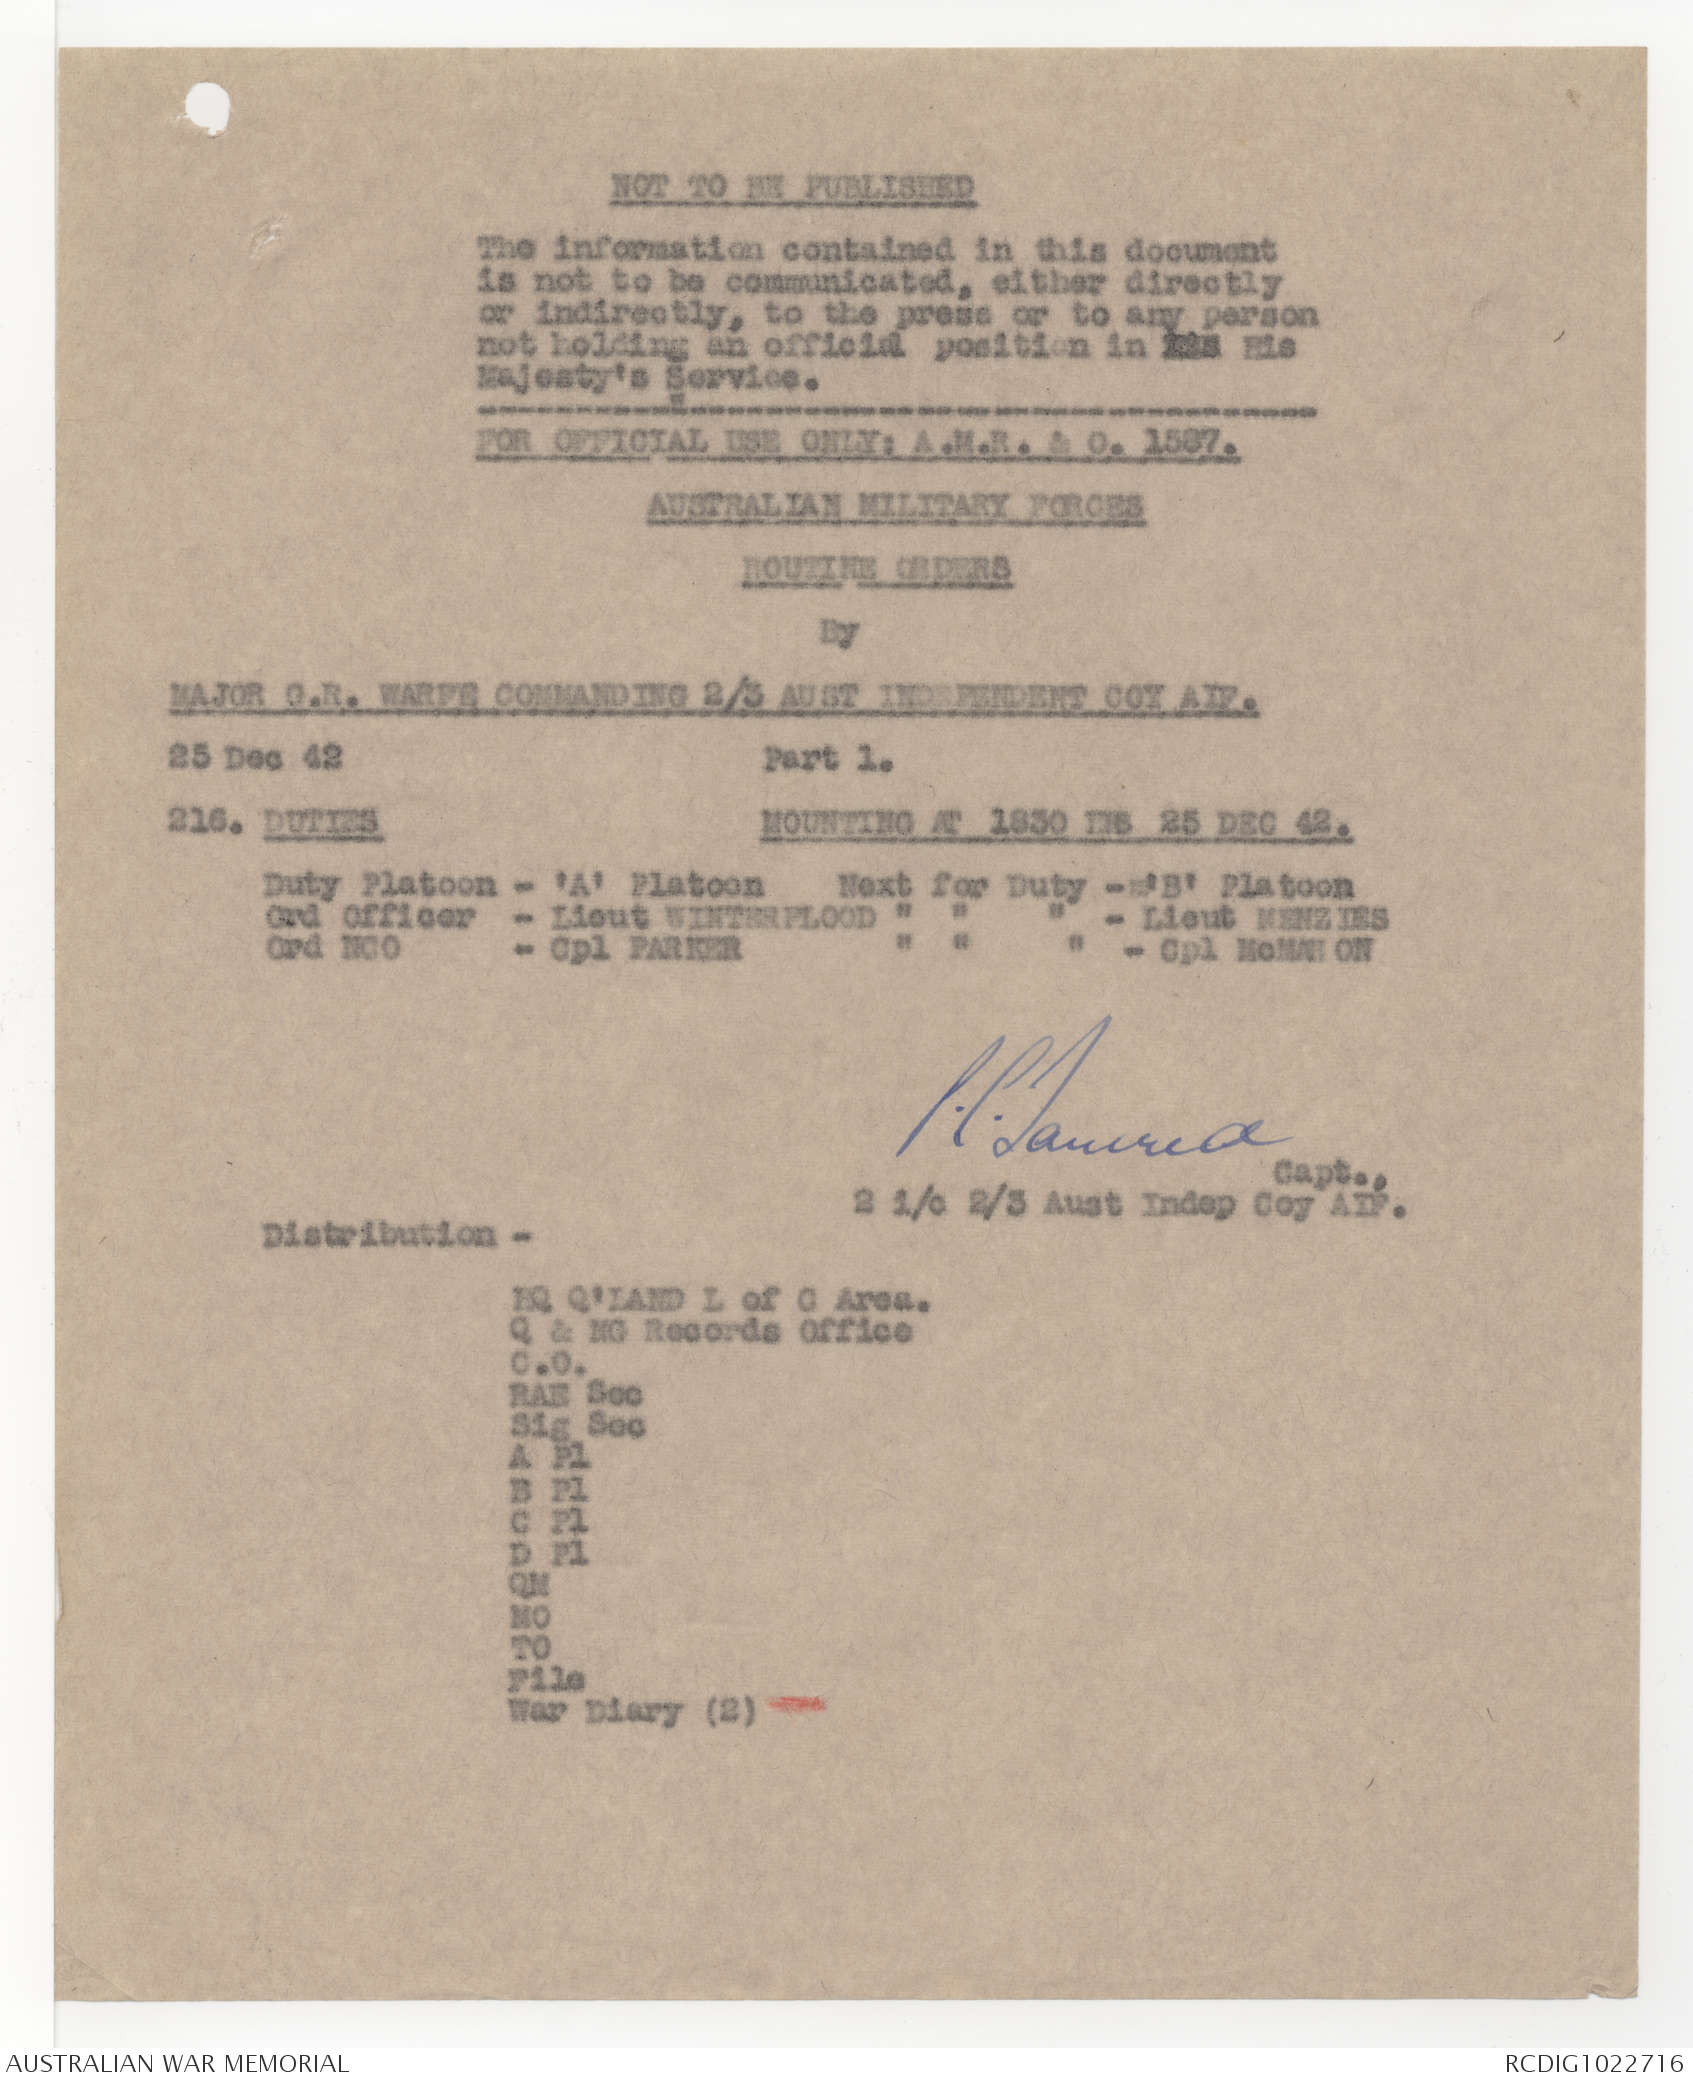 NOT TO BE PUBLISHED
The information contained in this document
is not to be communicated, either directly
or indirectly, to the press or to any person
not holding an official position in his His
Majesty's Service.
FOR OFFICIAL USE ONLY: A.M.R. & O. 1587.
AUSTRALIAN MILITARY FORCES
ROUTINE ORDERS
By
MAJOR G.R. WARFE COMMANDING 2/3 AUST INDEPENDENT COY AIF.
25 Dec 42 Part 1.
216. DUTIES MOUNTING AT 1830 HRS 25 DEC 42.
Duty Platoon - 'A' Platoon Next for Duty - 'B' Platoon
Ord Officer - Lieut WINTERFLOOD " " " - Lieut MENZIES
Ord NCO - Cpl PARKER " " " - Cpl McMAHON
Capt.,
2 i/c 2/3 Aust Indep Coy AIF.
Distribution -
HQ Q'LAND L of C Area.
Q & NG Records Office
C.O.
RAE Sec
Sig Sec
A Pl
B Pl
C Pl
D Pl
QM
MO
TO
File
War Diary (2)
AUSTRALIAN WAR MEMORIAL RCDIG1022716